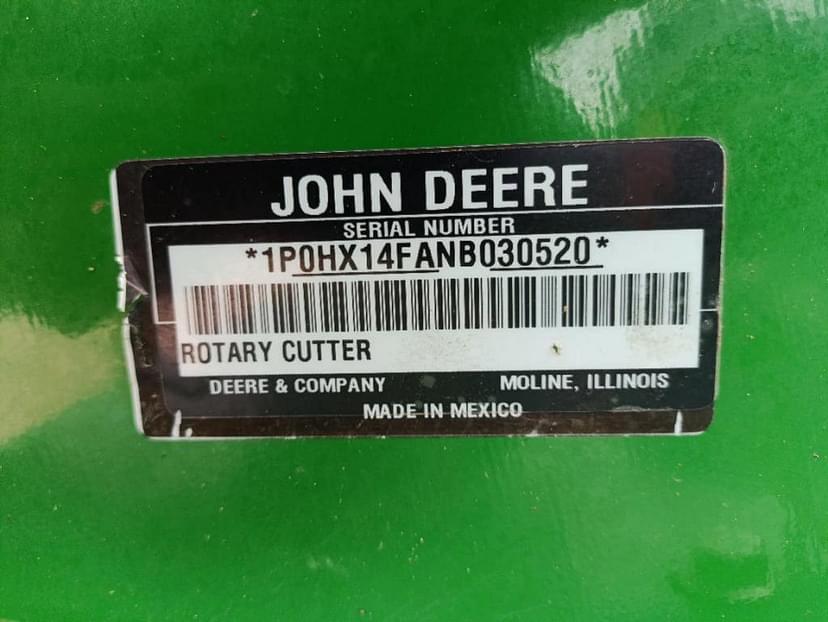 JOHN DEERE
SERIAL NUMBER
*1P0HX14FANB030520*
ROTARY CUTTER
DEERE & COMPANY MOLINE, ILLINOIS
MADE IN MEXICO